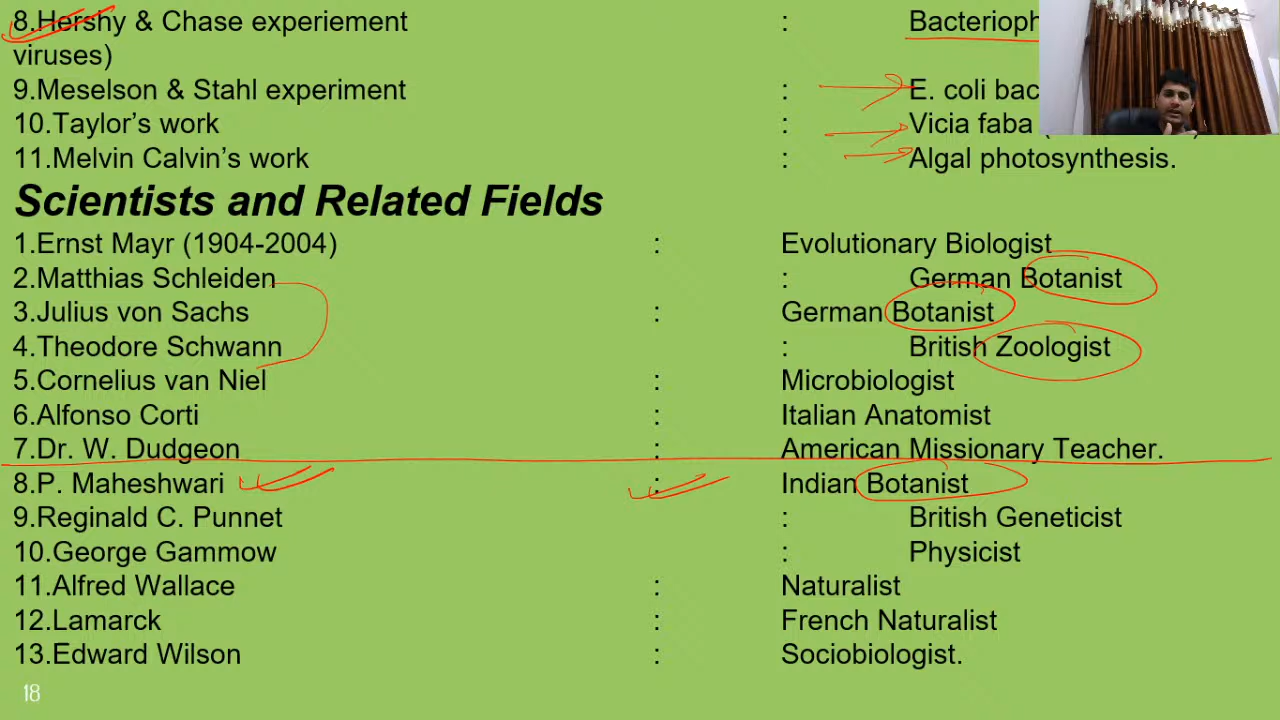 8.Hershy & Chase experiement : Bacterioph
viruses)
9.Meselson & Stahl experiment : E. coli bac
10.Taylor's work : Vicia faba
11.Melvin Calvin's work : Algal photosynthesis.
Scientists and Related Fields
1.Ernst Mayr (1904-2004) : Evolutionary Biologist
2.Matthias Schleiden : German Botanist
3.Julius von Sachs : German Botanist
4.Theodore Schwann : British Zoologist
5.Cornelius van Niel : Microbiologist
6.Alfonso Corti : Italian Anatomist
7.Dr. W. Dudgeon : American Missionary Teacher.
8.P. Maheshwari : Indian Botanist
9.Reginald C. Punnet : British Geneticist
10.George Gammow : Physicist
11.Alfred Wallace : Naturalist
12.Lamarck : French Naturalist
13.Edward Wilson : Sociobiologist.
18